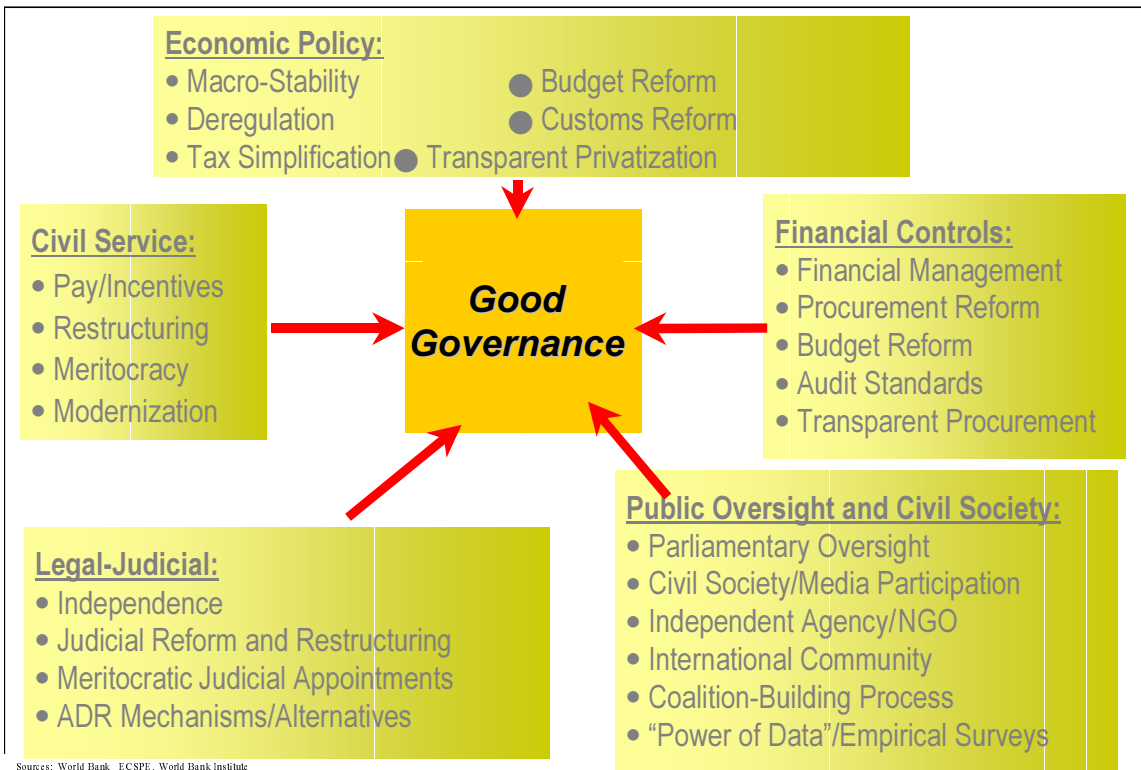 Economic Policy:
• Macro-Stability ● Budget Reform
• Deregulation ● Customs Reform
• Tax Simplification ● Transparent Privatization
Civil Service:
• Pay/Incentives
• Restructuring
• Meritocracy
• Modernization
Good
Governance
Financial Controls:
• Financial Management
• Procurement Reform
• Budget Reform
• Audit Standards
• Transparent Procurement
Legal-Judicial:
• Independence
• Judicial Reform and Restructuring
• Meritocratic Judicial Appointments
• ADR Mechanisms/Alternatives
Public Oversight and Civil Society:
• Parliamentary Oversight
• Civil Society/Media Participation
• Independent Agency/NGO
• International Community
• Coalition-Building Process
• “Power of Data”/Empirical Surveys
Sources: World Bank ECSPE, World Bank Institute